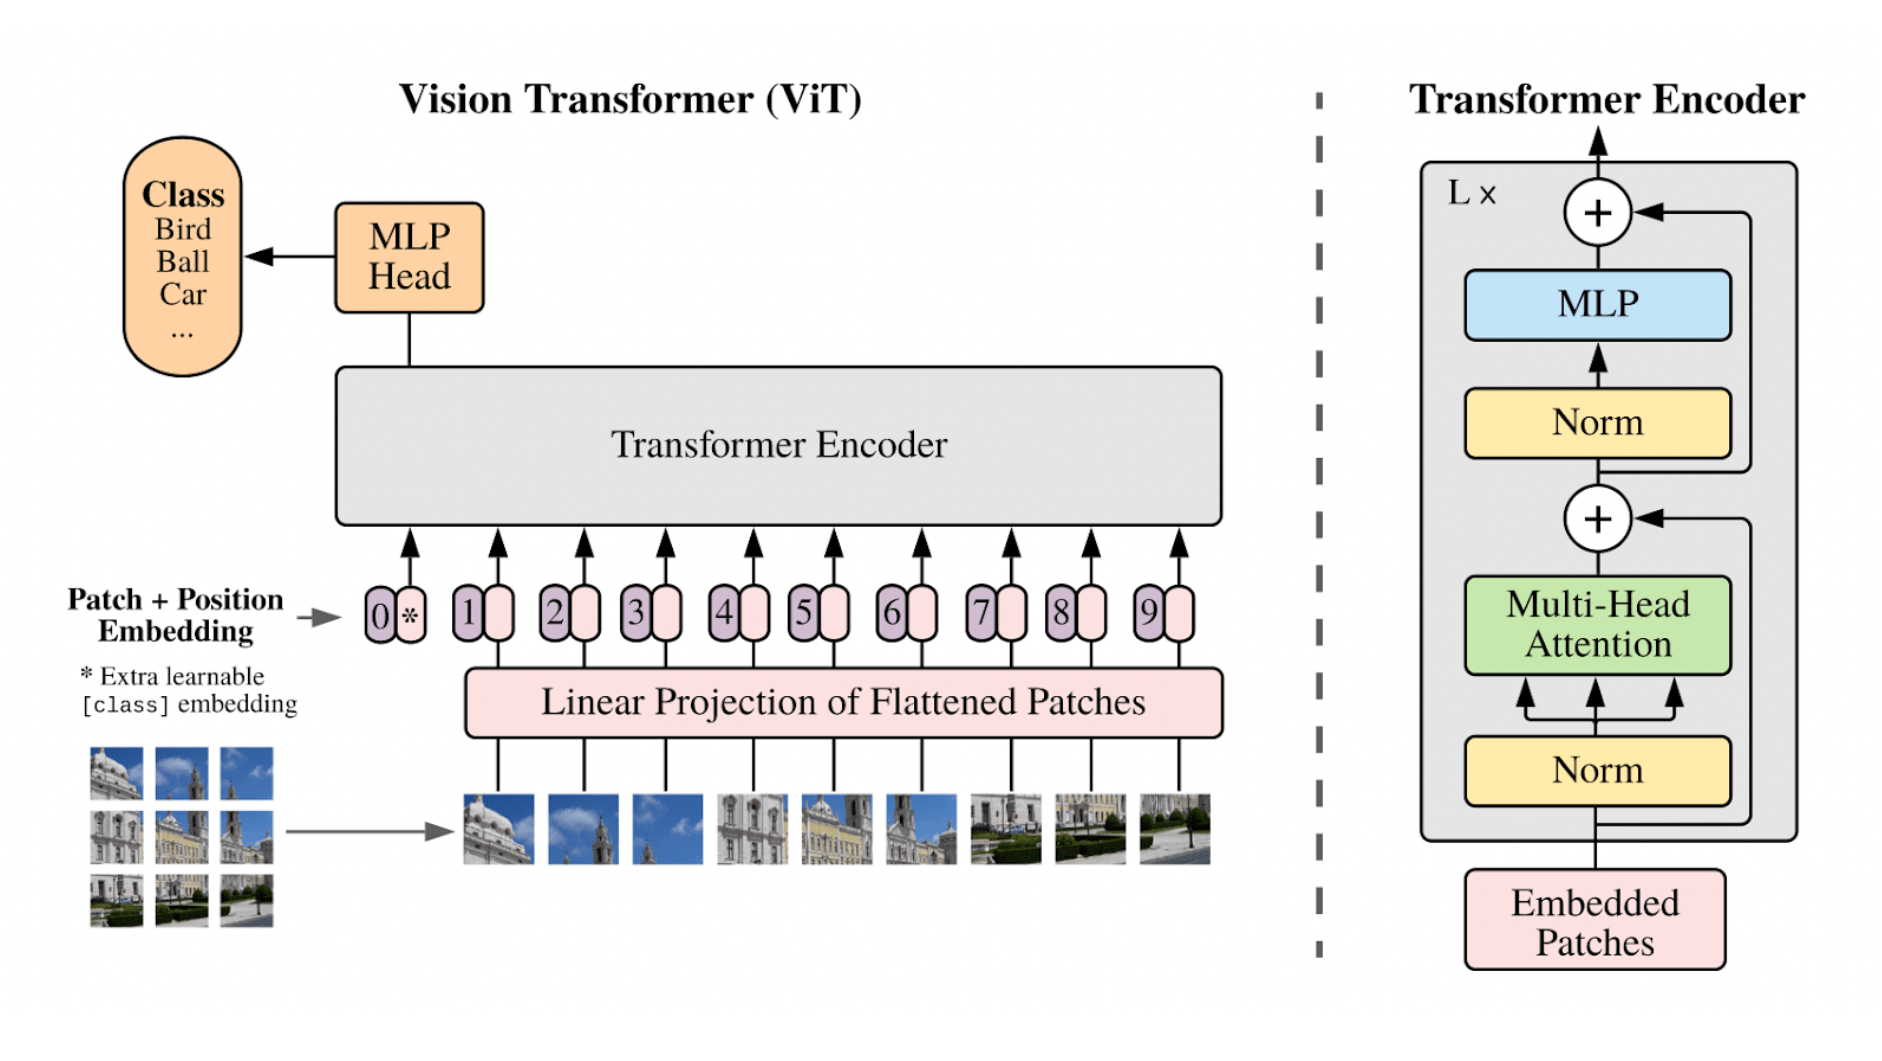 Vision Transformer (ViT)
Class
Bird
Ball
Car
...
MLP
Head
Transformer Encoder
Patch + Position
Embedding
* Extra learnable
[class] embedding
0 *
1
2
3
4
5
6
7
8
9
Linear Projection of Flattened Patches
Transformer Encoder
L x
+
MLP
Norm
+
Multi-Head
Attention
Norm
Embedded
Patches